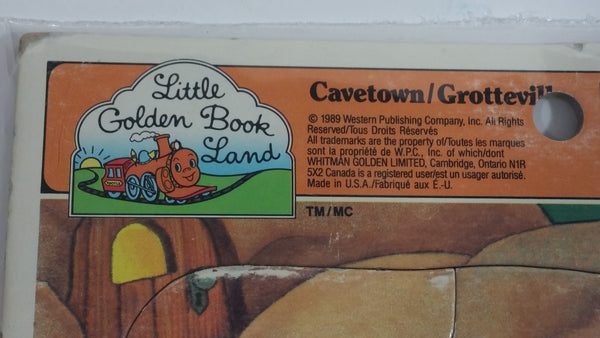 Little
Golden Book
Land
Cavetown/Grottevill
© 1989 Western Publishing Company, Inc. All Rights
Reserved/Tous Droits Réservés
All trademarks are the property of/Toutes les marques
sont la propriété de W.P.C., Inc. of which/dont
WHITMAN GOLDEN LIMITED, Cambridge, Ontario N1R
5X2 Canada is a registered user/est un usager autorisé.
Made in U.S.A./Fabriqué aux É.-U.
TM/MC